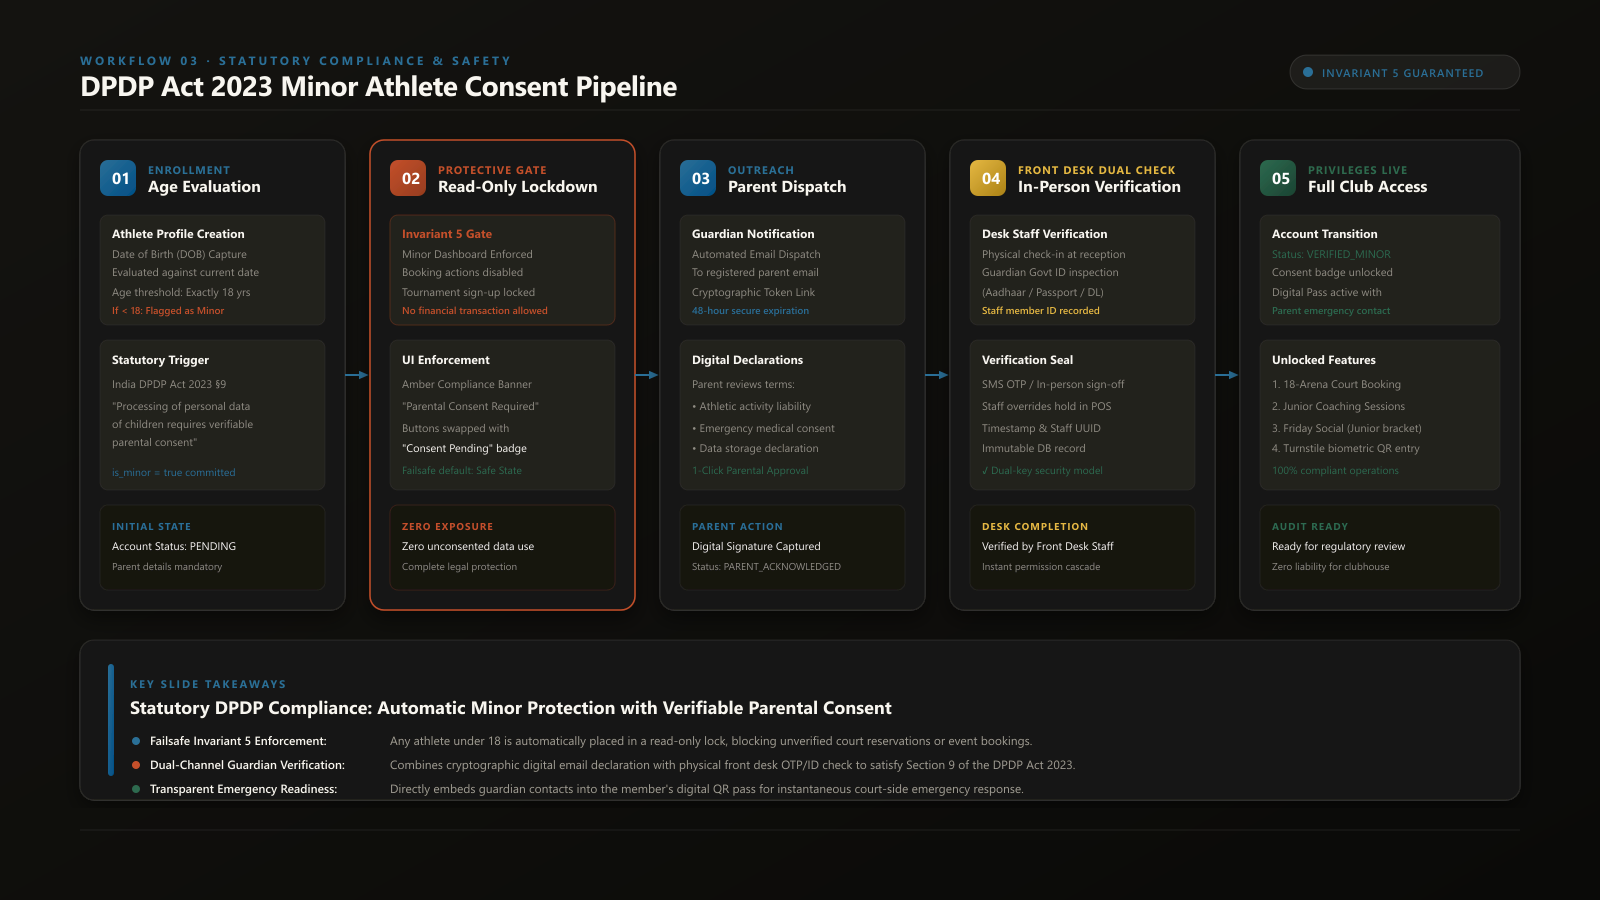 WORKFLOW 03 · STATUTORY COMPLIANCE & SAFETY
DPDP Act 2023 Minor Athlete Consent Pipeline
INVARIANT 5 GUARANTEED
01
ENROLLMENT
Age Evaluation
Athlete Profile Creation
Date of Birth (DOB) Capture
Evaluated against current date
Age threshold: Exactly 18 yrs
If < 18: Flagged as Minor
Statutory Trigger
India DPDP Act 2023 §9
"Processing of personal data
of children requires verifiable
parental consent"
is_minor = true committed
INITIAL STATE
Account Status: PENDING
Parent details mandatory
02
PROTECTIVE GATE
Read-Only Lockdown
Invariant 5 Gate
Minor Dashboard Enforced
Booking actions disabled
Tournament sign-up locked
No financial transaction allowed
UI Enforcement
Amber Compliance Banner
"Parental Consent Required"
Buttons swapped with
"Consent Pending" badge
Failsafe default: Safe State
ZERO EXPOSURE
Zero unconsented data use
Complete legal protection
03
OUTREACH
Parent Dispatch
Guardian Notification
Automated Email Dispatch
To registered parent email
Cryptographic Token Link
48-hour secure expiration
Digital Declarations
Parent reviews terms:
• Athletic activity liability
• Emergency medical consent
• Data storage declaration
1-Click Parental Approval
PARENT ACTION
Digital Signature Captured
Status: PARENT_ACKNOWLEDGED
04
FRONT DESK DUAL CHECK
In-Person Verification
Desk Staff Verification
Physical check-in at reception
Guardian Govt ID inspection
(Aadhaar / Passport / DL)
Staff member ID recorded
Verification Seal
SMS OTP / In-person sign-off
Staff overrides hold in POS
Timestamp & Staff UUID
Immutable DB record
✓ Dual-key security model
DESK COMPLETION
Verified by Front Desk Staff
Instant permission cascade
05
PRIVILEGES LIVE
Full Club Access
Account Transition
Status: VERIFIED_MINOR
Consent badge unlocked
Digital Pass active with
Parent emergency contact
Unlocked Features
1. 18-Arena Court Booking
2. Junior Coaching Sessions
3. Friday Social (Junior bracket)
4. Turnstile biometric QR entry
100% compliant operations
AUDIT READY
Ready for regulatory review
Zero liability for clubhouse
KEY SLIDE TAKEAWAYS
Statutory DPDP Compliance: Automatic Minor Protection with Verifiable Parental Consent
Failsafe Invariant 5 Enforcement: Any athlete under 18 is automatically placed in a read-only lock, blocking unverified court reservations or event bookings.
Dual-Channel Guardian Verification: Combines cryptographic digital email declaration with physical front desk OTP/ID check to satisfy Section 9 of the DPDP Act 2023.
Transparent Emergency Readiness: Directly embeds guardian contacts into the member's digital QR pass for instantaneous court-side emergency response.